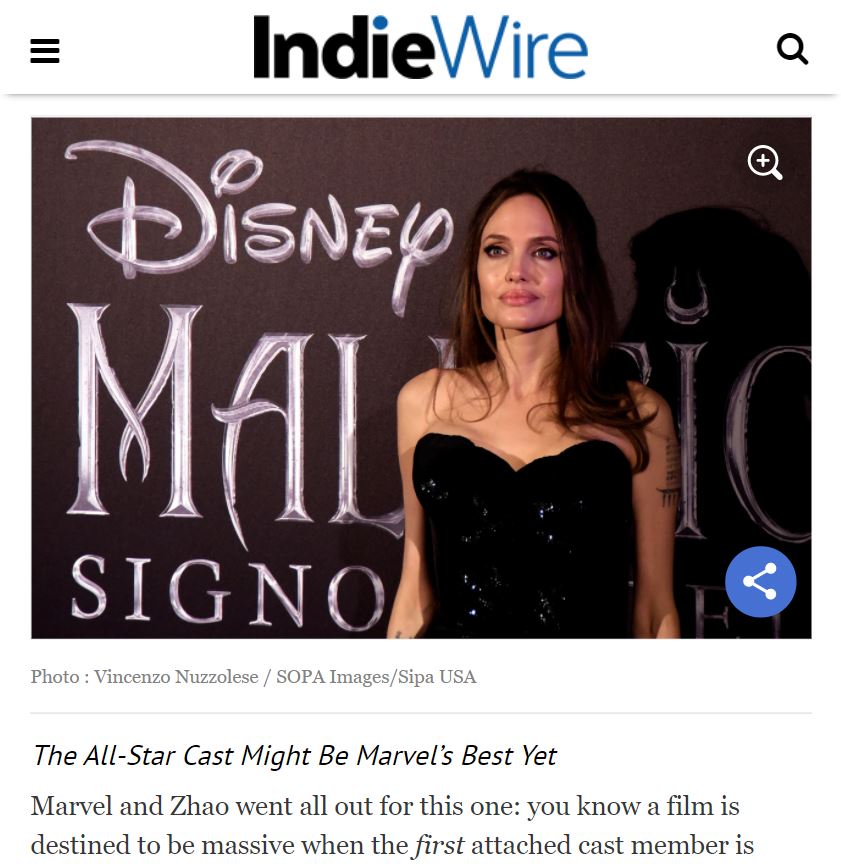 IndieWire
DISNEY
MAL FIC
SIGNO
Photo : Vincenzo Nuzzolese / SOPA Images/Sipa USA
The All-Star Cast Might Be Marvel’s Best Yet
Marvel and Zhao went all out for this one: you know a film is
destined to be massive when the first attached cast member is